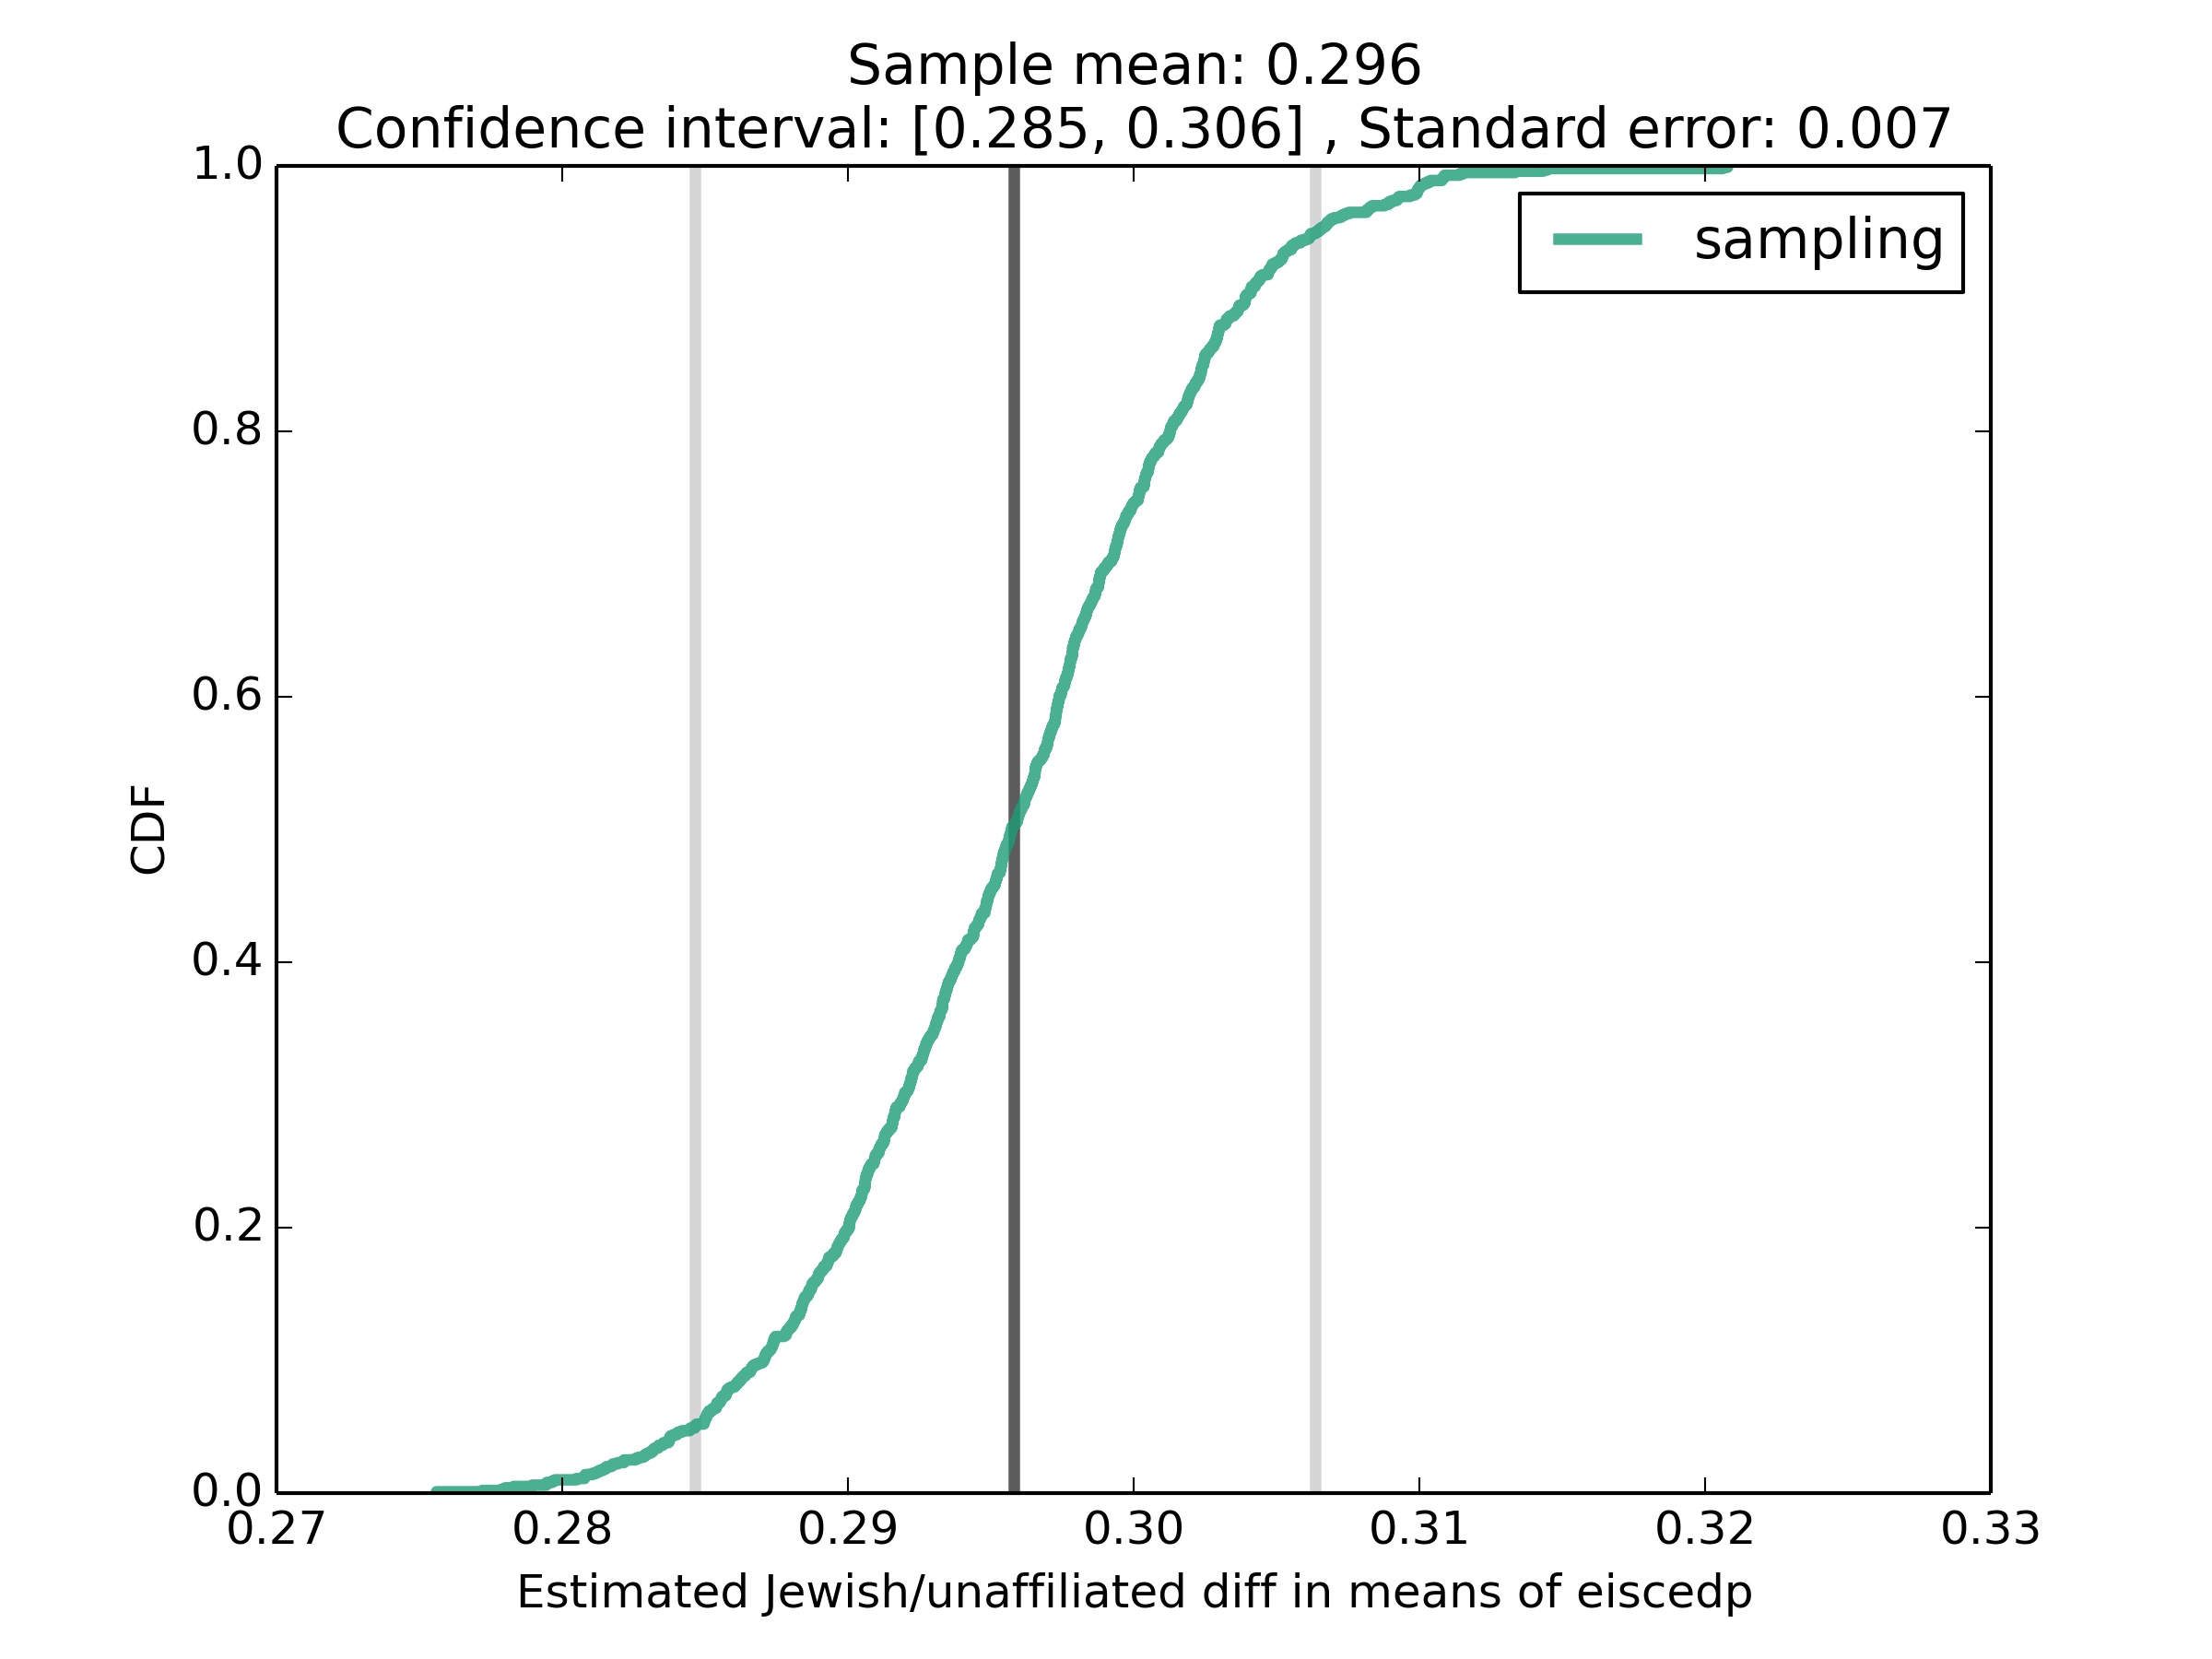 Sample mean: 0.296
Confidence interval: [0.285, 0.306] , Standard error: 0.007
1.0
0.8
0.6
0.4
0.2
0.0
CDF
sampling
0.27 0.28 0.29 0.30 0.31 0.32 0.33
Estimated Jewish/unaffiliated diff in means of eiscedp